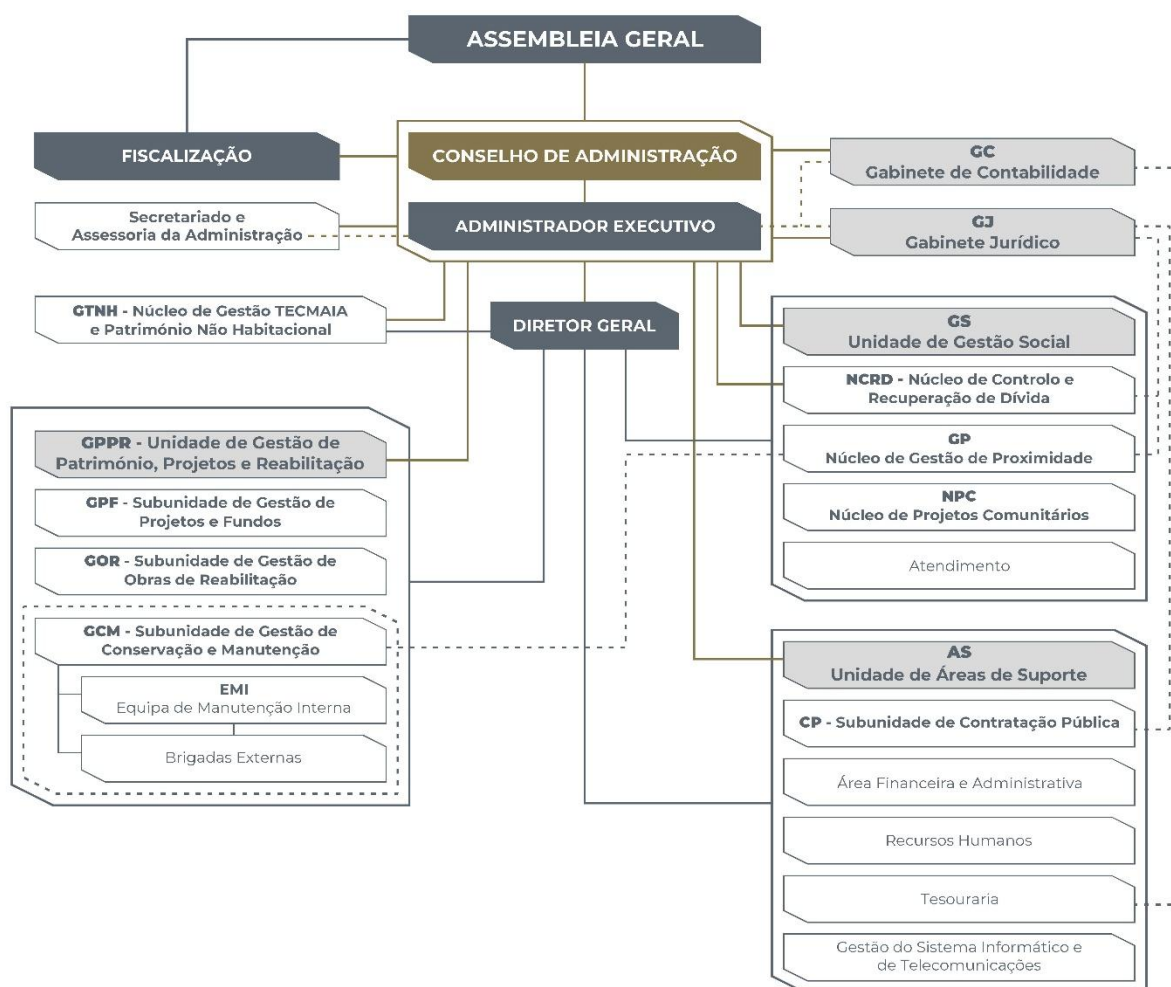 ASSEMBLEIA GERAL
FISCALIZAÇÃO
CONSELHO DE ADMINISTRAÇÃO
GC
Gabinete de Contabilidade
Secretariado e
Assessoria da Administração
ADMINISTRADOR EXECUTIVO
GJ
Gabinete Jurídico
GTNH - Núcleo de Gestão TECMAIA
e Património Não Habitacional
DIRETOR GERAL
GS
Unidade de Gestão Social
NCRD - Núcleo de Controlo e
Recuperação de Dívida
GP
Núcleo de Gestão de Proximidade
NPC
Núcleo de Projetos Comunitários
Atendimento
GPPR - Unidade de Gestão de
Património, Projetos e Reabilitação
GPF - Subunidade de Gestão de
Projetos e Fundos
GOR - Subunidade de Gestão de
Obras de Reabilitação
GCM - Subunidade de Gestão de
Conservação e Manutenção
EMI
Equipa de Manutenção Interna
Brigadas Externas
AS
Unidade de Áreas de Suporte
CP - Subunidade de Contratação Pública
Área Financeira e Administrativa
Recursos Humanos
Tesouraria
Gestão do Sistema Informático e
de Telecomunicações